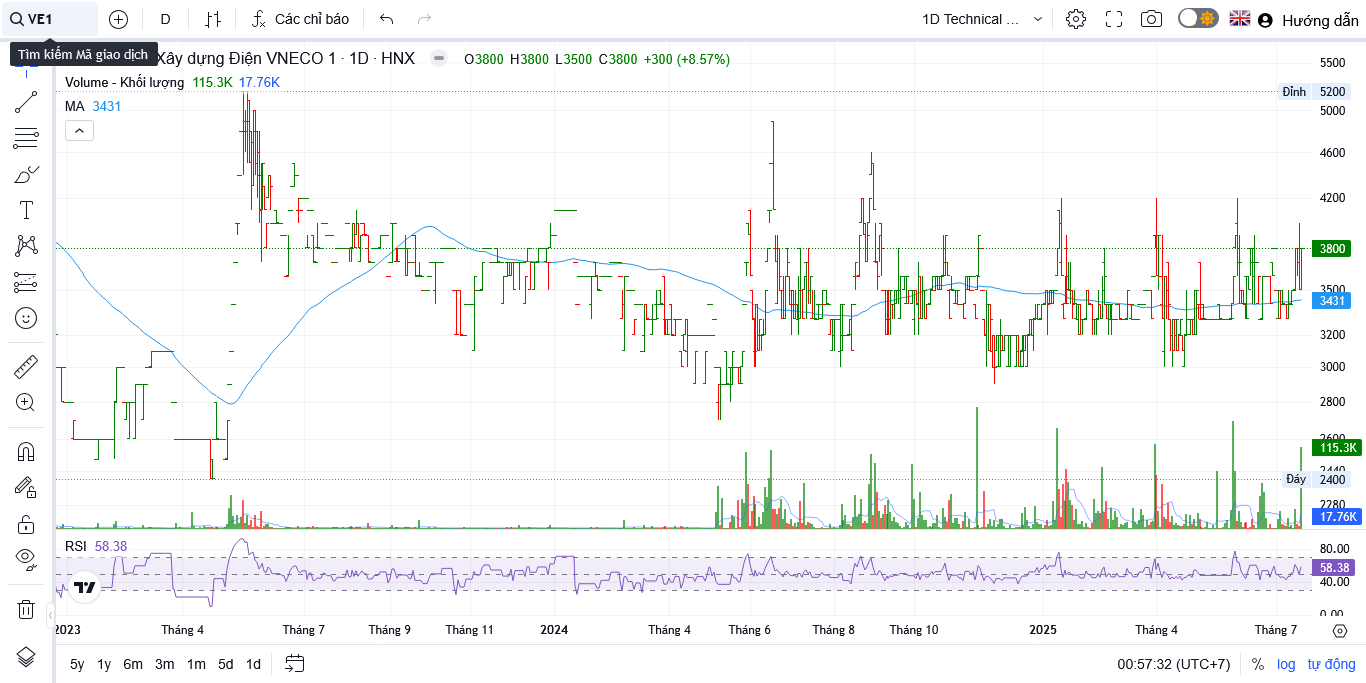 VE1 D Các chỉ báo 1D Technical ... Hướng dẫn
Tìm kiếm Mã giao dịch
Xây dựng Điện VNECO 1 · 1D · HNX O3800 H3800 L3500 C3800 +300 (+8.57%)
Volume - Khối lượng 115.3K 17.76K
MA 3431
5500
Đỉnh 5200
5000
4600
4200
3800
3500
3431
3200
3000
2800
2600
115.3K
2440
Đáy 2400
2280
17.76K
RSI 58.38
80.00
58.38
40.00
0.00
2023 Tháng 4 Tháng 7 Tháng 9 Tháng 11 2024 Tháng 4 Tháng 6 Tháng 8 Tháng 10 2025 Tháng 4 Tháng 7
5y 1y 6m 3m 1m 5d 1d 00:57:32 (UTC+7) % log tự động